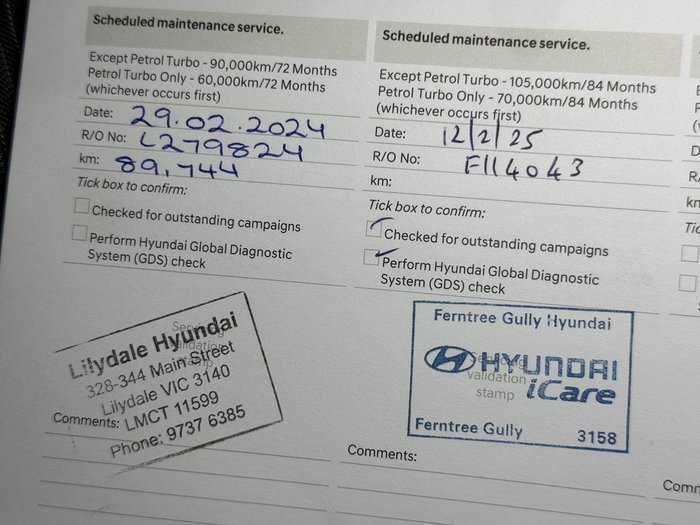 Scheduled maintenance service.
Except Petrol Turbo - 90,000km/72 Months
Petrol Turbo Only - 60,000km/72 Months
(whichever occurs first)
Date: 29.02.2024
R/O No: L279824
km: 89,744
Tick box to confirm:
Checked for outstanding campaigns
Perform Hyundai Global Diagnostic
System (GDS) check
Lilydale Hyundai
328-344 Main Street
Lilydale VIC 3140
LMCT 11599
Phone: 9737 6385
Comments:
Scheduled maintenance service.
Except Petrol Turbo - 105,000km/84 Months
Petrol Turbo Only - 70,000km/84 Months
(whichever occurs first)
Date: 12/2/25
R/O No: F114043
km:
Tick box to confirm:
Checked for outstanding campaigns
Perform Hyundai Global Diagnostic
System (GDS) check
Ferntree Gully Hyundai
HYUNDAI
validation
stamp
iCare
Ferntree Gully 3158
Comments: